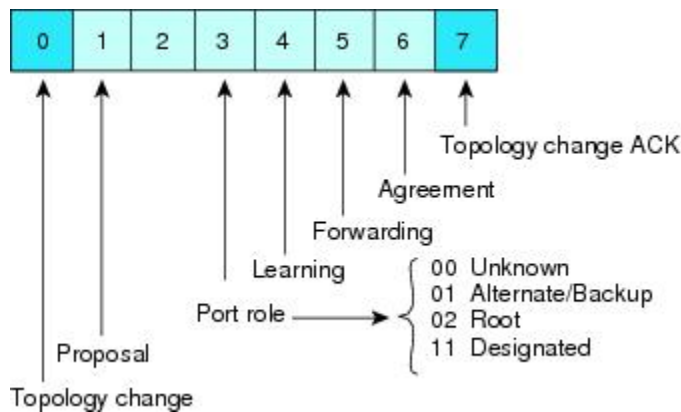 0 1 2 3 4 5 6 7
Topology change ACK
Agreement
Forwarding
Learning
00 Unknown
01 Alternate/Backup
Port role
02 Root
11 Designated
Proposal
Topology change